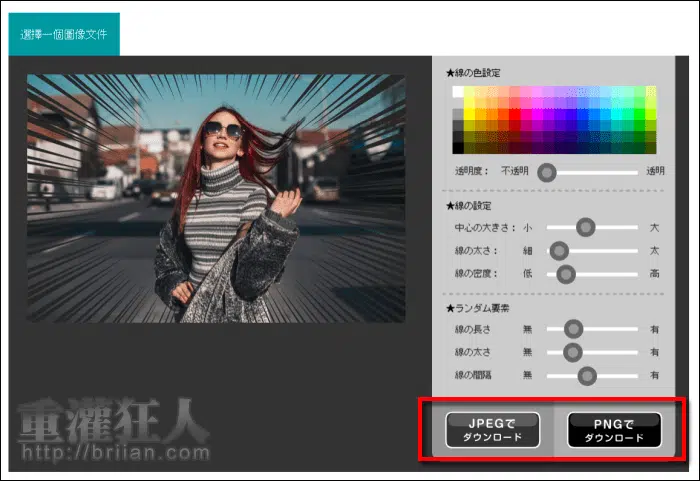 選擇一個圖像文件
★線の色設定
透明度： 不透明 透明
★線の設定
中心の大きさ： 小 大
線の太さ： 細 太
線の密度： 低 高
★ランダム要素
線の長さ 無 有
線の太さ 無 有
線の間隔 無 有
JPEGで
ダウンロード
PNGで
ダウンロード
重灌狂人
http://briian.com